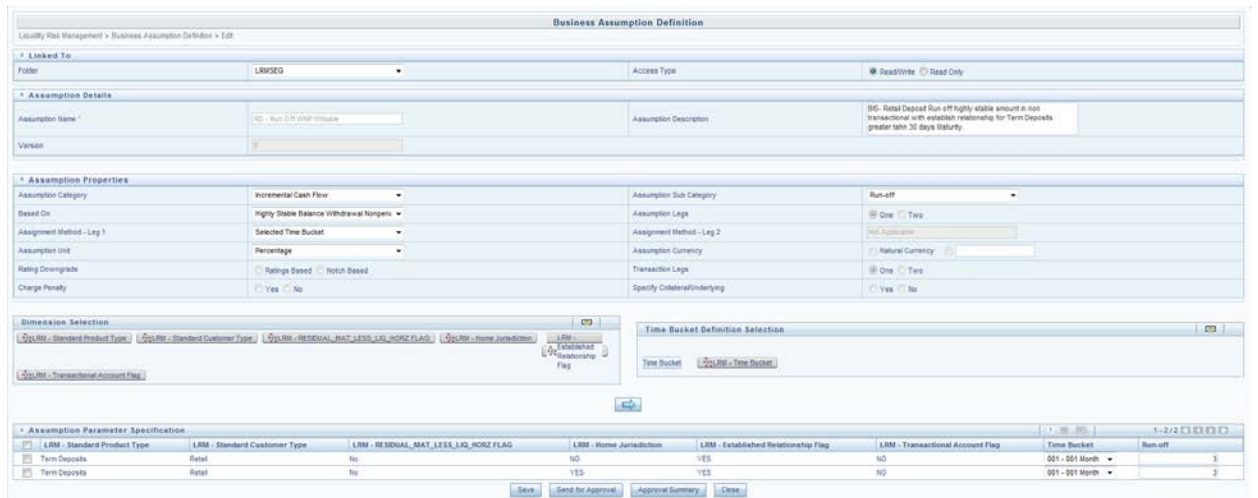 Business Assumption Definition
Liquidity Risk Management > Business Assumption Definition > Edit
Linked To
Folder LRMSEG Access Type Read/Write Read Only
Assumption Details
Assumption Name * RD - Run Off Assumption Description
BIS- Retail Deposit Run off highly stable amount in non
transactional with establish relationship for Term Deposits
greater tahn 30 days Maturity.
Version
Assumption Properties
Assumption Category Incremental Cash Flow Assumption Sub Category Run-off
Based On Highly Stable Balance Withdrawal Assumption Legs One Two
Assignment Method - Leg 1 Selected Time Bucket Assignment Method - Leg 2 Not Applicable
Assumption Unit Percentage Assumption Currency Natural Currency
Rating Downgrade Ratings Based Notch Based Transaction Legs One Two
Charge Penalty Yes No Specify Collateral/Underlying Yes No
Dimension Selection
LRM - Standard Product Type LRM - Standard Customer Type LRM - RESIDUAL_MAT_LESS_LIQ_HORZ FLAG LRM - Home Jurisdiction LRM - Established Relationship Flag
LRM - Transactional Account Flag
Time Bucket Definition Selection
Time Bucket LRM - Time Bucket
Assumption Parameter Specification 1-2/2
LRM - Standard Product Type LRM - Standard Customer Type LRM - RESIDUAL_MAT_LESS_LIQ_HORZ FLAG LRM - Home Jurisdiction LRM - Established Relationship Flag LRM - Transactional Account Flag Time Bucket Run-off
Term Deposits Retail No NO YES NO 001 - 001 Month 3
Term Deposits Retail No YES YES NO 001 - 001 Month 3
Save Send for Approval Approval Summary Close